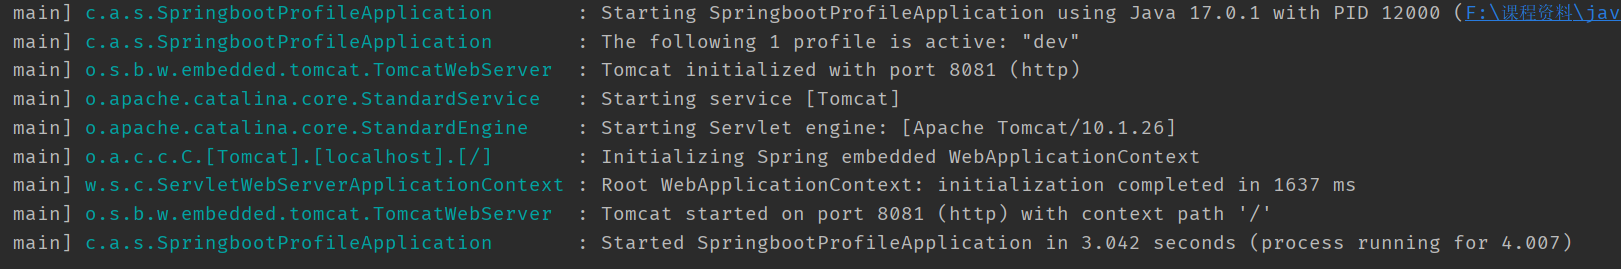 main] c.a.s.SpringbootProfileApplication : Starting SpringbootProfileApplication using Java 17.0.1 with PID 12000 (F:\课程资料\jav
main] c.a.s.SpringbootProfileApplication : The following 1 profile is active: "dev"
main] o.s.b.w.embedded.tomcat.TomcatWebServer : Tomcat initialized with port 8081 (http)
main] o.apache.catalina.core.StandardService : Starting service [Tomcat]
main] o.apache.catalina.core.StandardEngine : Starting Servlet engine: [Apache Tomcat/10.1.26]
main] o.a.c.c.C.[Tomcat].[localhost].[/] : Initializing Spring embedded WebApplicationContext
main] w.s.c.ServletWebServerApplicationContext : Root WebApplicationContext: initialization completed in 1637 ms
main] o.s.b.w.embedded.tomcat.TomcatWebServer : Tomcat started on port 8081 (http) with context path '/'
main] c.a.s.SpringbootProfileApplication : Started SpringbootProfileApplication in 3.042 seconds (process running for 4.007)